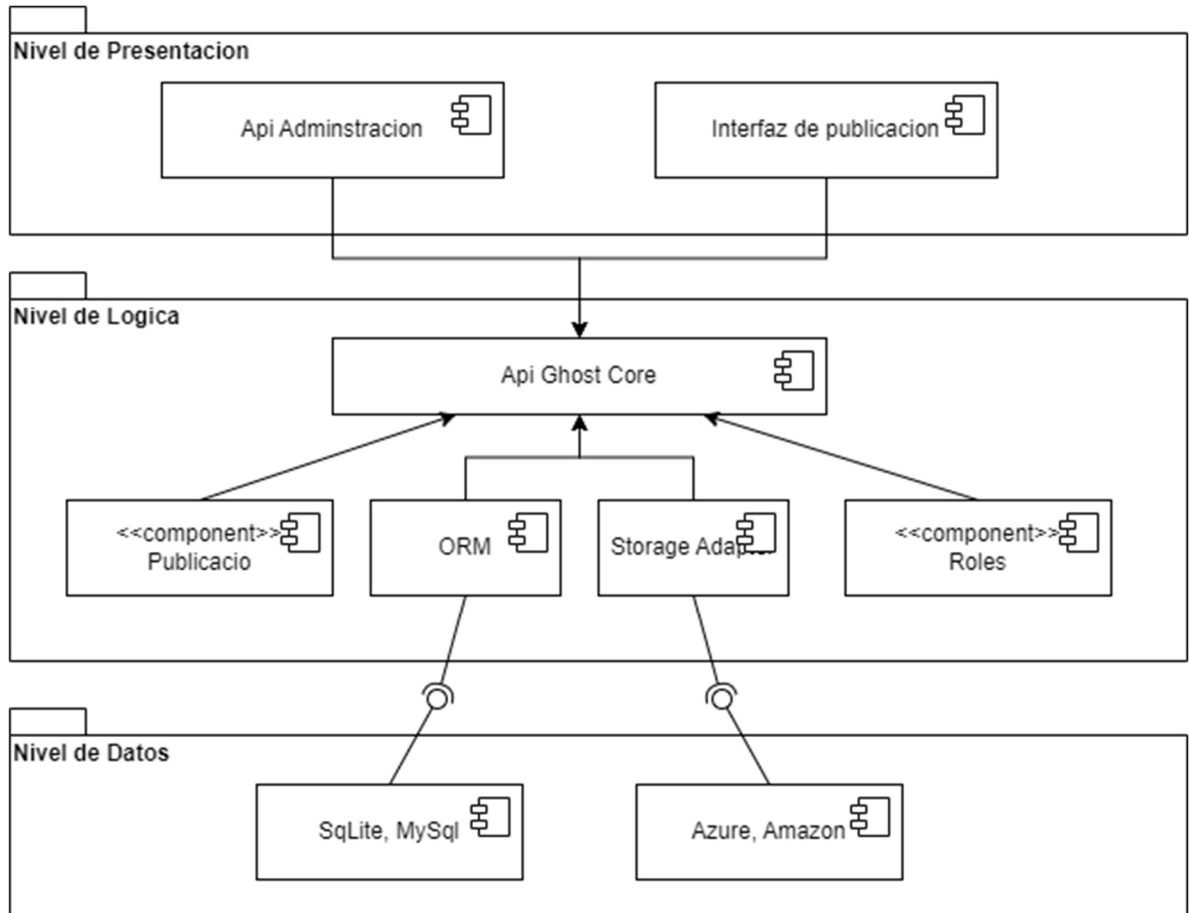 Nivel de Presentacion
Api Adminstracion
Interfaz de publicacion
Nivel de Logica
Api Ghost Core
<<component>>
Publicacio
ORM
Storage
<<component>>
Roles
Nivel de Datos
SqLite, MySql
Azure, Amazon